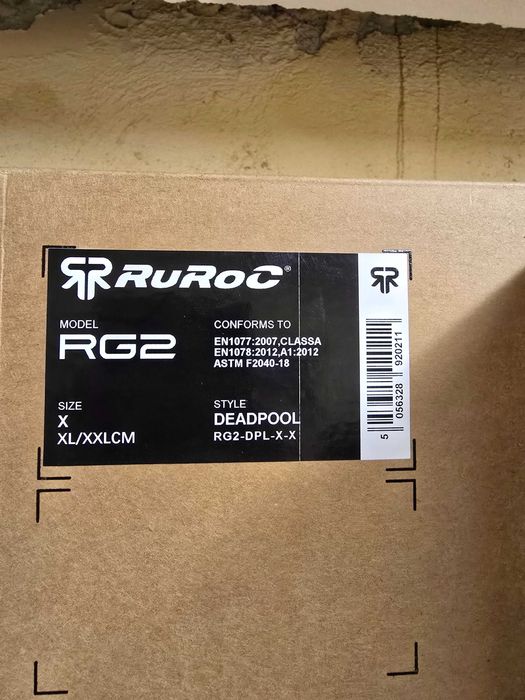 RuRoC®
MODEL
RG2
CONFORMS TO
EN1077:2007,CLASSA
EN1078:2012,A1:2012
ASTM F2040-18
SIZE
X
XL/XXLCM
STYLE
DEADPOOL
RG2-DPL-X-X
5 056328 920211